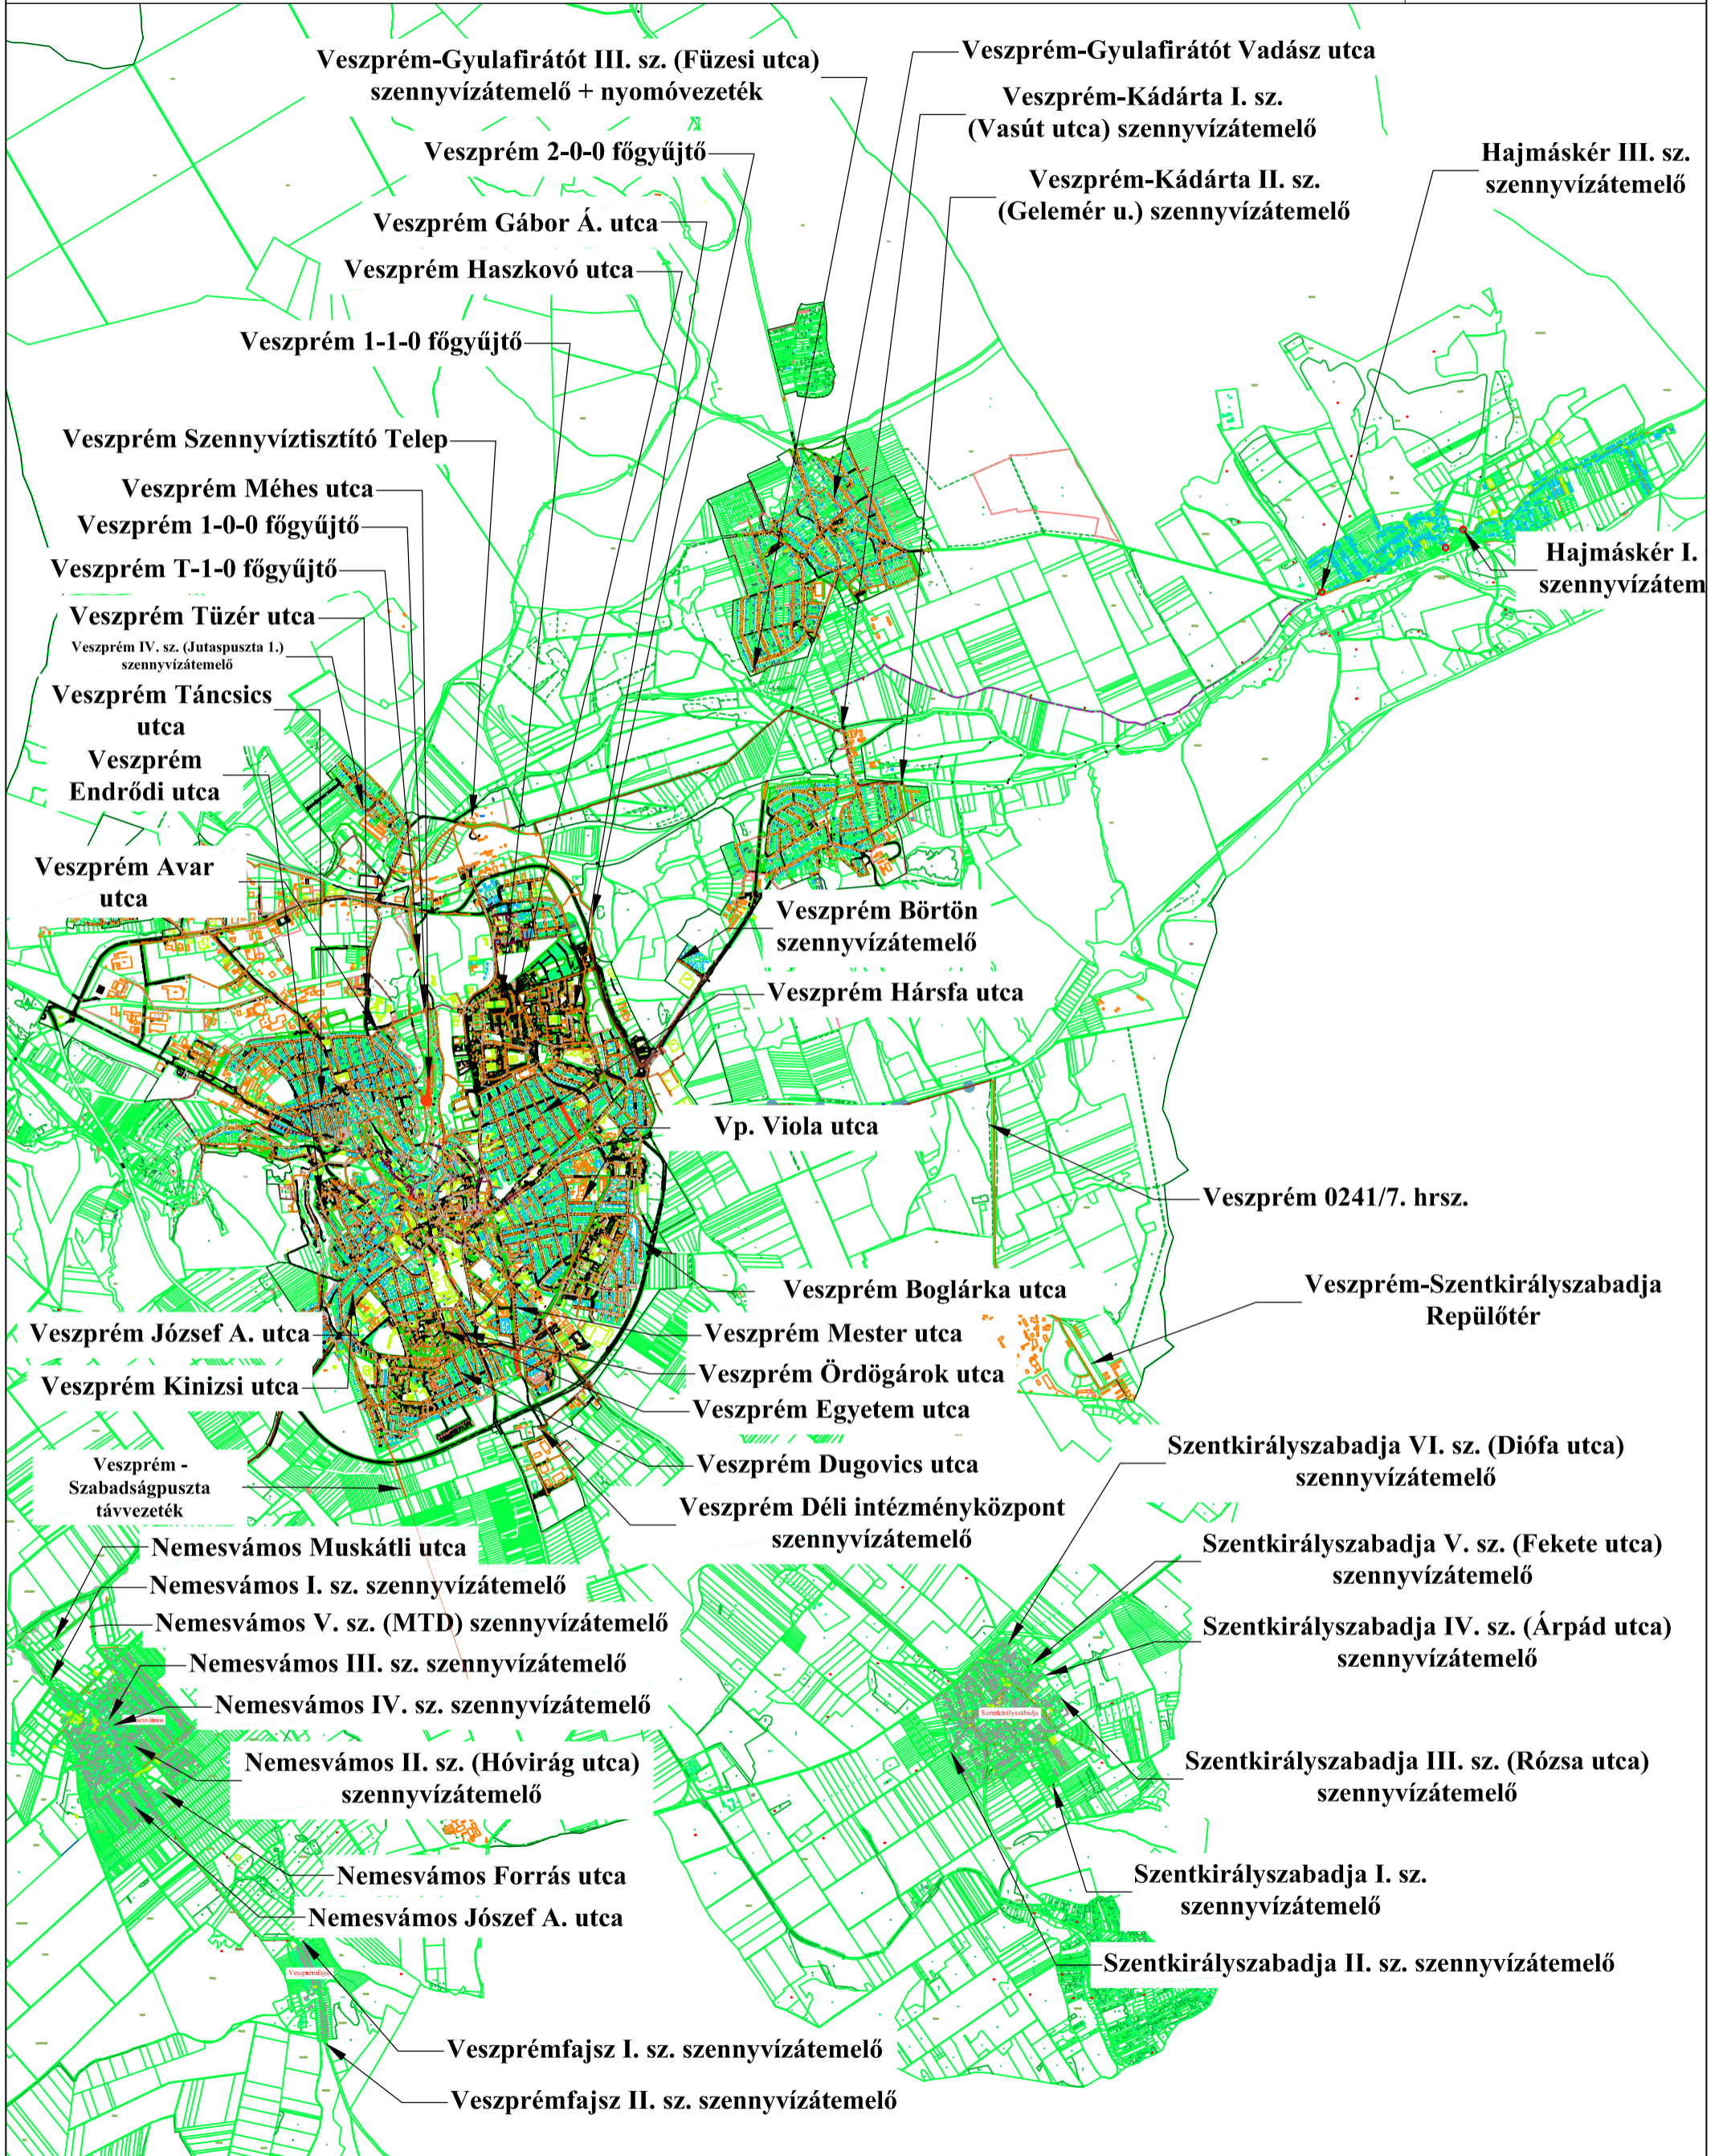 Veszprém-Gyulafirátót III. sz. (Füzesi utca)
szennyvízátemelő + nyomóvezeték
Veszprém-Gyulafirátót Vadász utca
Veszprém-Kádárta I. sz.
(Vasút utca) szennyvízátemelő
Veszprém 2-0-0 főgyűjtő
Hajmáskér III. sz.
szennyvízátemelő
Veszprém-Kádárta II. sz.
(Gelemér u.) szennyvízátemelő
Veszprém Gábor Á. utca
Veszprém Haszkovó utca
Veszprém 1-1-0 főgyűjtő
Veszprém Szennyvíztisztító Telep
Veszprém Méhes utca
Veszprém 1-0-0 főgyűjtő
Hajmáskér I.
szennyvízátem
Veszprém T-1-0 főgyűjtő
Veszprém Tüzér utca
Veszprém IV. sz. (Jutaspuszta 1.)
szennyvízátemelő
Veszprém Táncsics
utca
Veszprém
Endrődi utca
Veszprém Avar
utca
Veszprém Börtön
szennyvízátemelő
Veszprém Hársfa utca
Vp. Viola utca
Veszprém 0241/7. hrsz.
Veszprém Boglárka utca
Veszprém-Szentkirályszabadja
Repülőtér
Veszprém József A. utca
Veszprém Mester utca
Veszprém Ördögárok utca
Veszprém Kinizsi utca
Veszprém Egyetem utca
Veszprém Dugovics utca
Veszprém -
Szabadságpuszta
távvezeték
Szentkirályszabadja VI. sz. (Diófa utca)
szennyvízátemelő
Veszprém Déli intézményközpont
szennyvízátemelő
Nemesvámos Muskátli utca
Szentkirályszabadja V. sz. (Fekete utca)
szennyvízátemelő
Nemesvámos I. sz. szennyvízátemelő
Nemesvámos V. sz. (MTD) szennyvízátemelő
Szentkirályszabadja IV. sz. (Árpád utca)
szennyvízátemelő
Nemesvámos III. sz. szennyvízátemelő
Nemesvámos IV. sz. szennyvízátemelő
esvámos
Szentkirályszabadja
Nemesvámos II. sz. (Hóvirág utca)
szennyvízátemelő
Szentkirályszabadja III. sz. (Rózsa utca)
szennyvízátemelő
Nemesvámos Forrás utca
Szentkirályszabadja I. sz.
szennyvízátemelő
Nemesvámos Jószef A. utca
Szentkirályszabadja II. sz. szennyvízátemelő
Veszprémfajsz
Veszprémfajsz I. sz. szennyvízátemelő
Veszprémfajsz II. sz. szennyvízátemelő